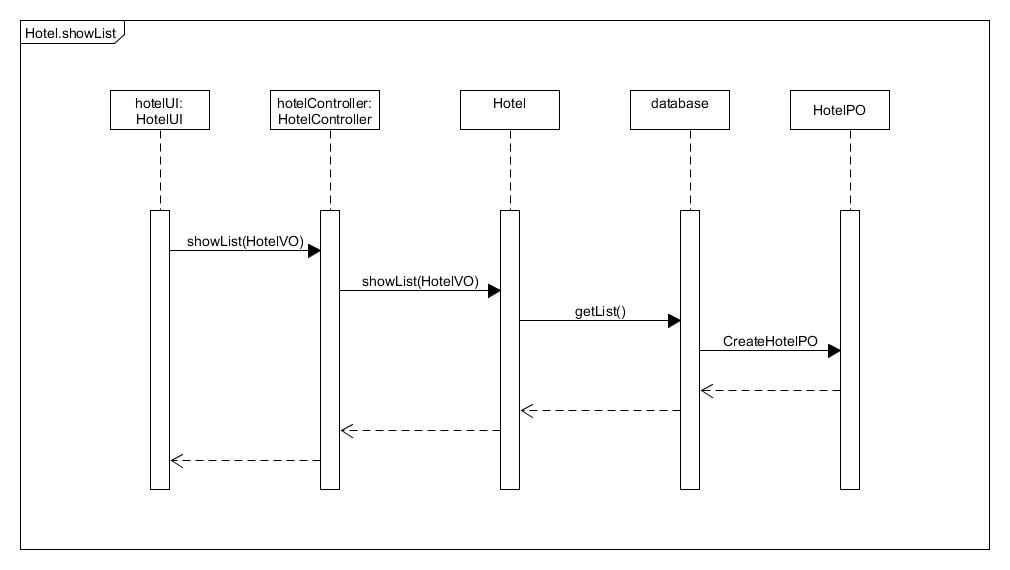 Hotel.showList
hotelUI:
HotelUI
hotelController:
HotelController
Hotel
database
HotelPO
showList(HotelVO)
showList(HotelVO)
getList()
CreateHotelPO